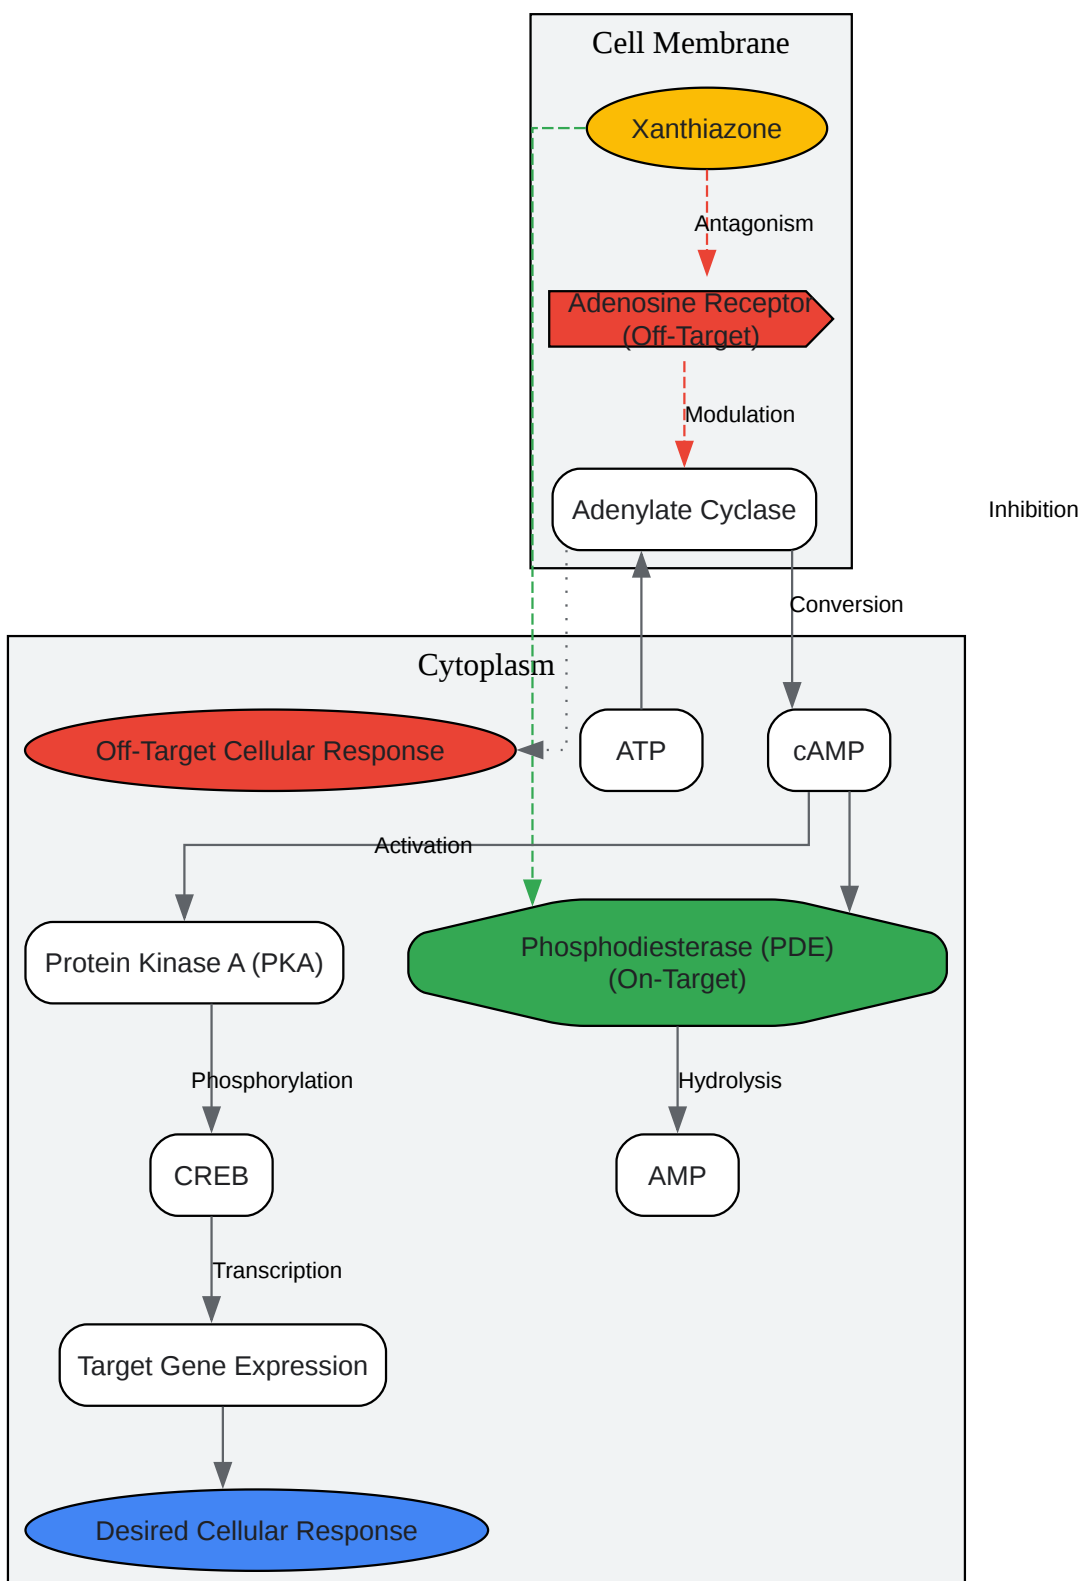 Cell Membrane
Xanthiazone
Antagonism
Adenosine Receptor
(Off-Target)
Modulation
Adenylate Cyclase
Inhibition
Conversion
Cytoplasm
Off-Target Cellular Response
ATP
cAMP
Activation
Protein Kinase A (PKA)
Phosphodiesterase (PDE)
(On-Target)
Phosphorylation
Hydrolysis
CREB
AMP
Transcription
Target Gene Expression
Desired Cellular Response